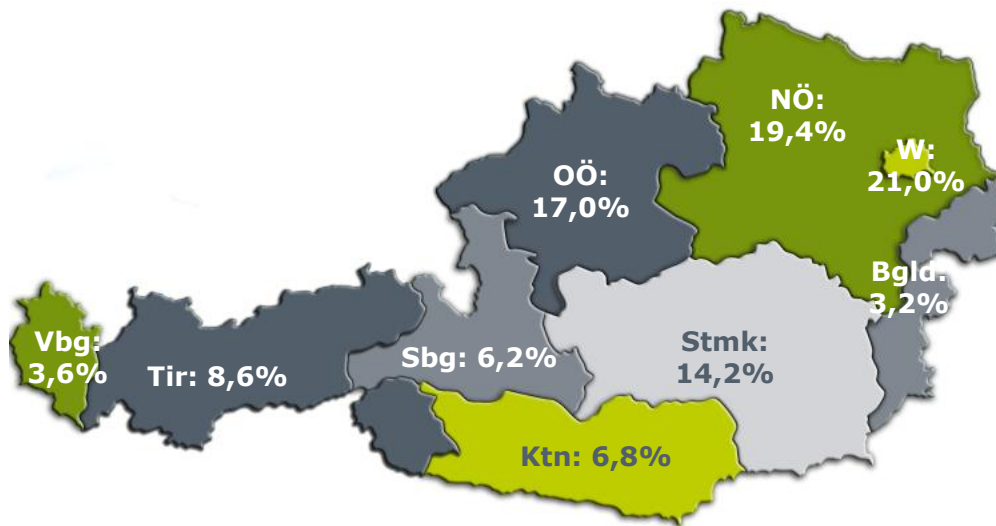 NÖ:
19,4%
W:
21,0%
OÖ:
17,0%
Bgld:
3,2%
Vbg:
3,6%
Tir: 8,6%
Sbg: 6,2%
Stmk:
14,2%
Ktn: 6,8%